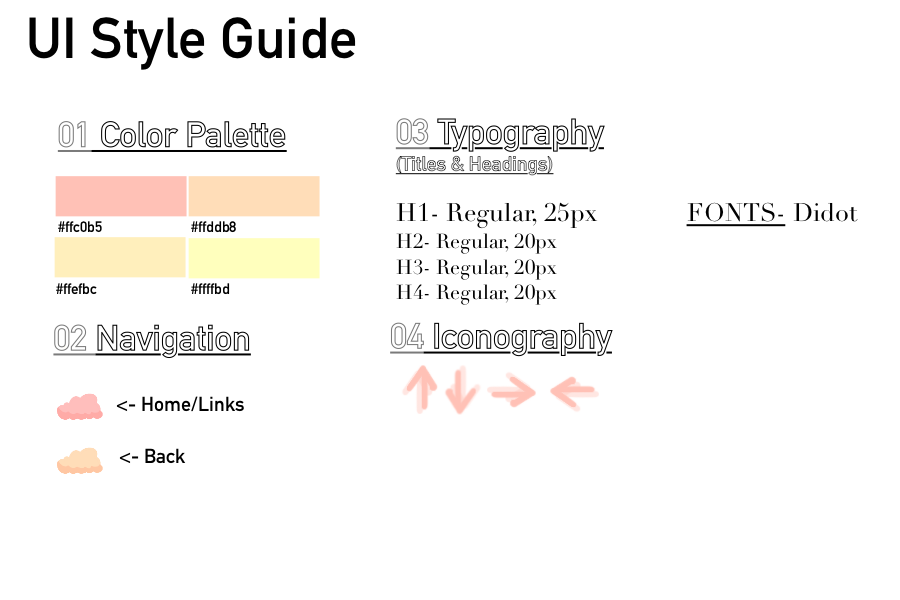 UI Style Guide
01 Color Palette
#ffc0b5
#ffddb8
#ffefbc
#ffffbd
02 Navigation
<- Home/Links
<- Back
03 Typography
(Titles & Headings)
H1- Regular, 25px
H2- Regular, 20px
H3- Regular, 20px
H4- Regular, 20px
FONTS- Didot
04 Iconography